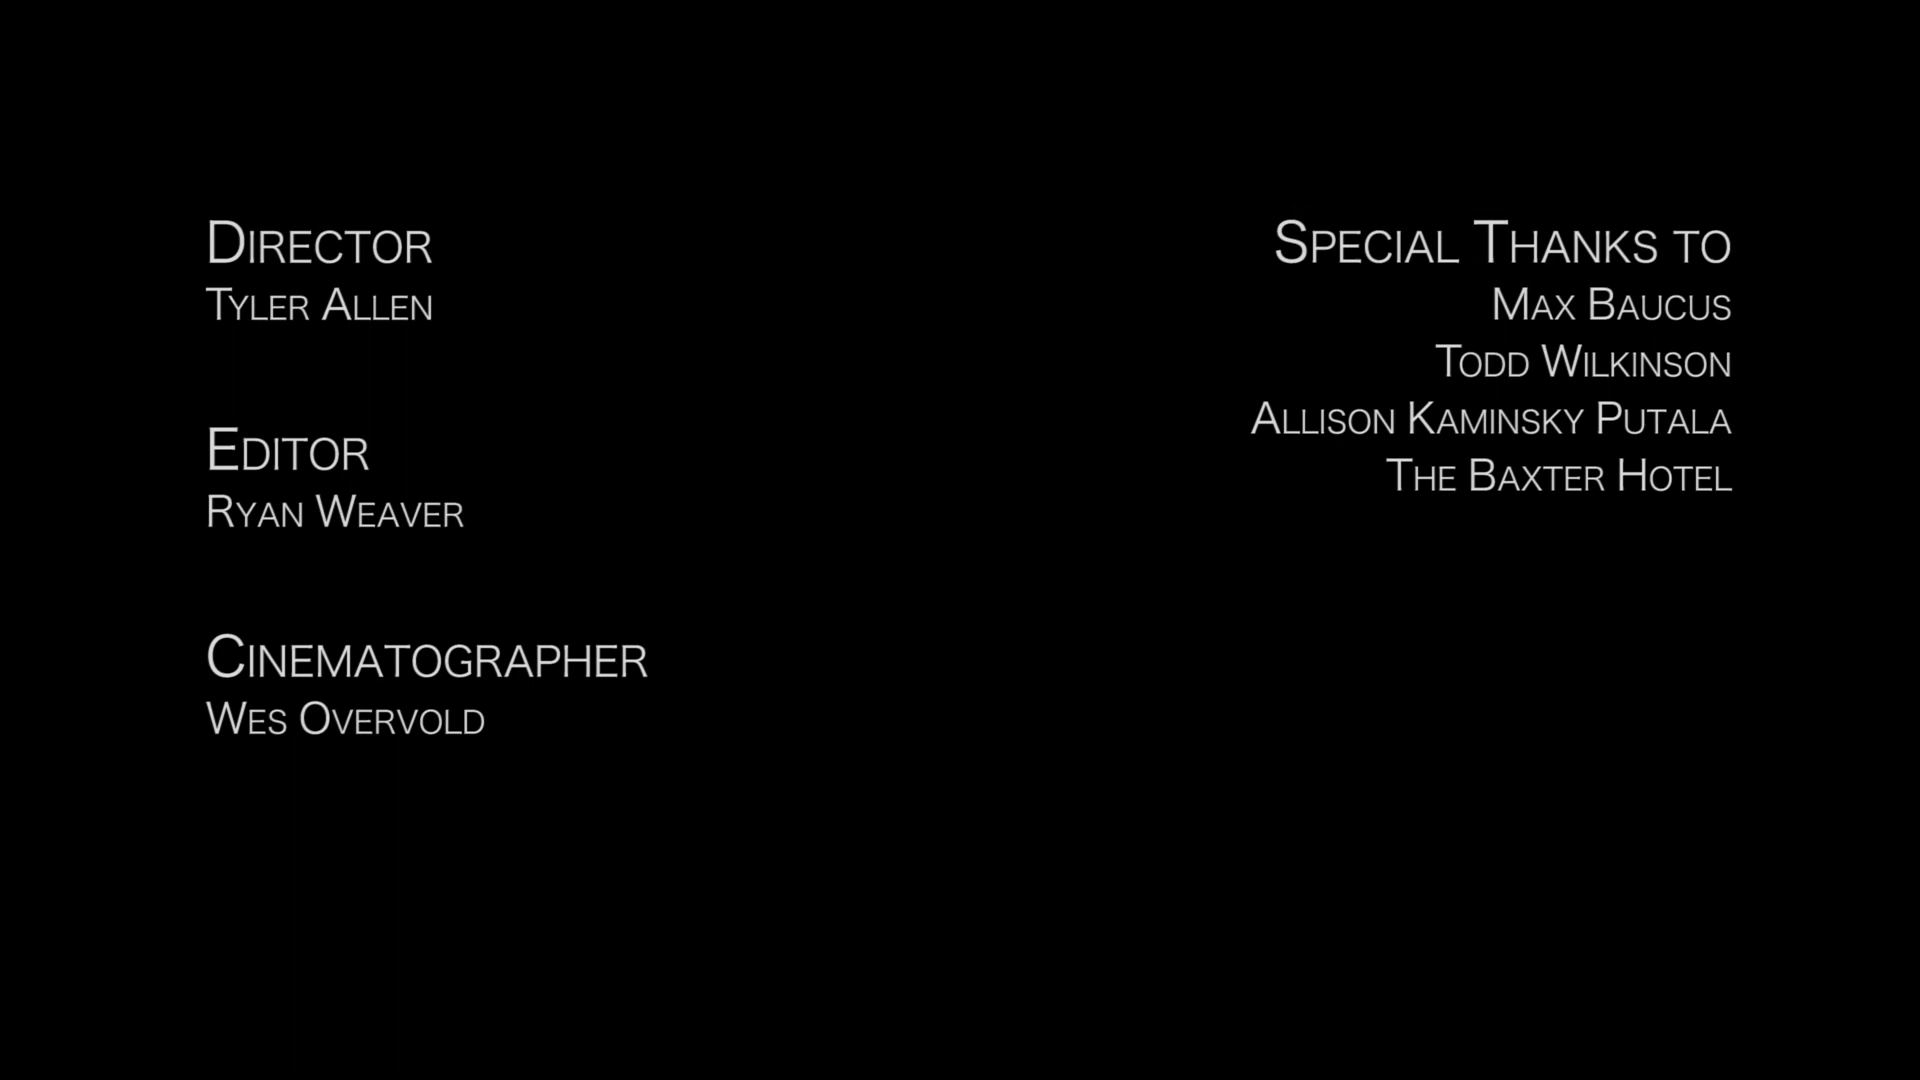 Director
Tyler Allen
Editor
Ryan Weaver
Cinematographer
Wes Overvold
Special Thanks to
Max Baucus
Todd Wilkinson
Allison Kaminsky Putala
The Baxter Hotel